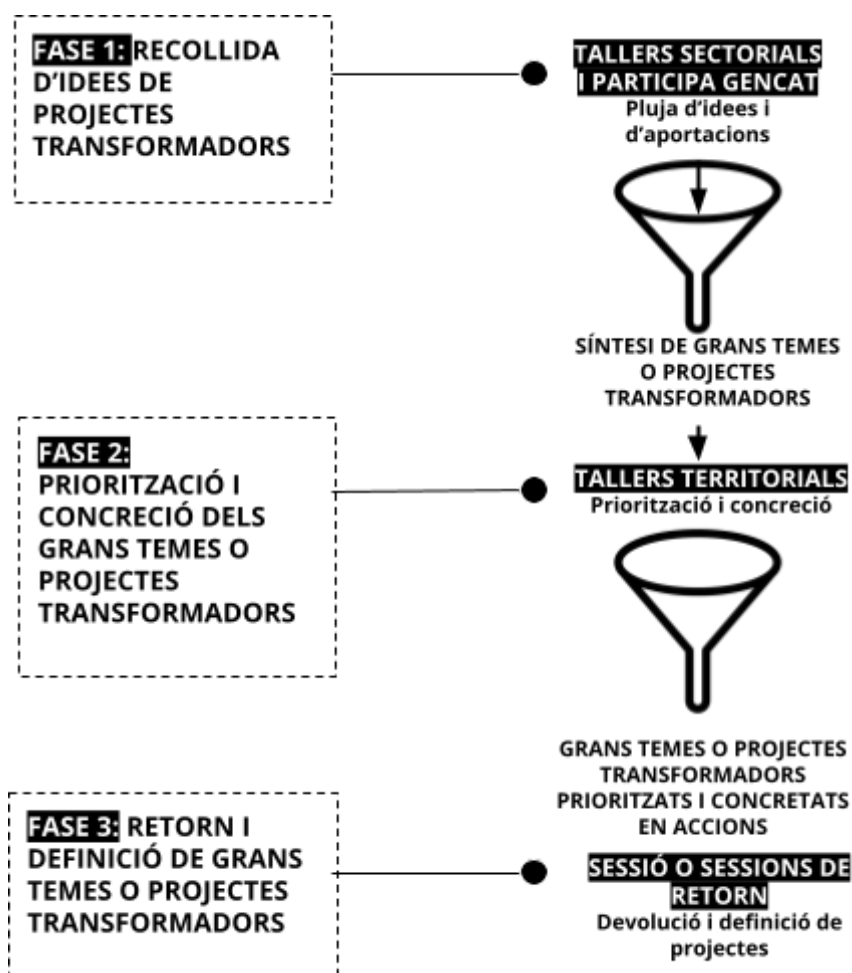 FASE 1: RECOLLIDA
D'IDEES DE
PROJECTES
TRANSFORMADORS
TALLERS SECTORIALS
I PARTICIPA GENCAT
Pluja d'idees i
d'aportacions
SÍNTESI DE GRANS TEMES
O PROJECTES
TRANSFORMADORS
FASE 2:
PRIORITZACIÓ I
CONCRECIÓ DELS
GRANS TEMES O
PROJECTES
TRANSFORMADORS
TALLERS TERRITORIALS
Priorització i concreció
GRANS TEMES O PROJECTES
TRANSFORMADORS
PRIORITZATS I CONCRETATS
EN ACCIONS
FASE 3: RETORN I
DEFINICIÓ DE GRANS
TEMES O PROJECTES
TRANSFORMADORS
SESSIÓ O SESSIONS DE
RETORN
Devolució i definició de
projectes